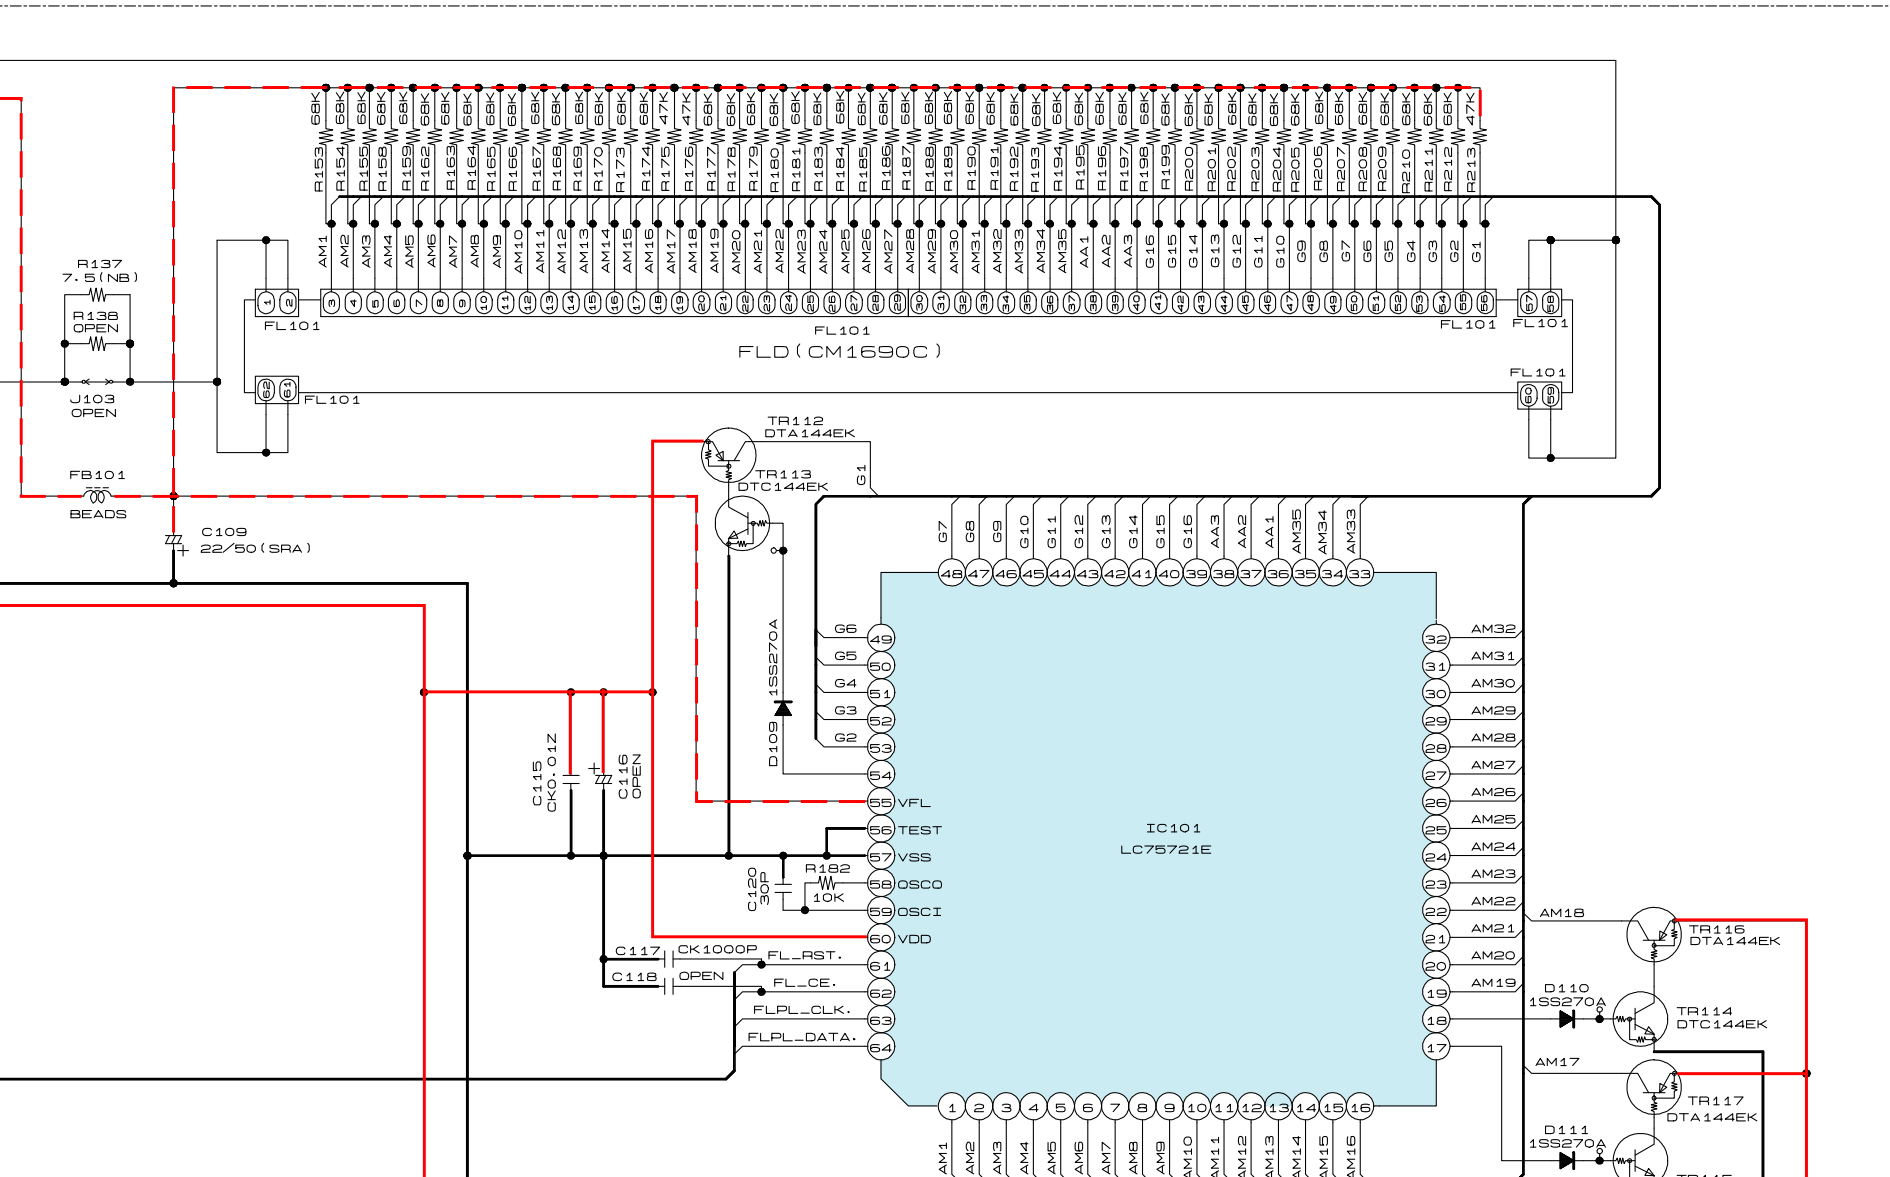 68K 68K 68K 68K 68K 68K 68K 68K 68K 68K 68K 68K 68K 68K 68K 68K 47K 47K 68K 68K 68K 68K 68K 68K 68K 68K 68K 68K 68K 68K 68K 68K 68K 68K 68K 68K 68K 68K 68K 68K 68K 68K 68K 68K 68K 68K 68K 68K 68K 68K 68K 68K 68K 47K
R153 R154 R155 R158 R159 R162 R163 R164 R165 R166 R167 R168 R169 R170 R173 R174 R175 R176 R177 R178 R179 R180 R181 R183 R184 R185 R186 R187 R188 R189 R190 R191 R192 R193 R194 R195 R196 R197 R198 R199 R200 R201 R202 R203 R204 R205 R205 R207 R208 R209 R210 R211 R212 R213
AM1 AM2 AM3 AM4 AM5 AM6 AM7 AM8 AM9 AM10 AM11 AM12 AM13 AM14 AM15 AM16 AM17 AM18 AM19 AM20 AM21 AM22 AM23 AM24 AM25 AM26 AM27 AM28 AM29 AM30 AM31 AM32 AM33 AM34 AM35 AA1 AA2 AA3 G16 G15 G14 G13 G12 G11 G10 G9 G8 G7 G6 G5 G4 G3 G2 G1
1 2 3 4 5 6 7 8 9 10 11 12 13 14 15 16 17 18 19 20 21 22 23 24 25 26 27 28 29 30 31 32 33 34 35 36 37 38 39 40 41 42 43 44 45 46 47 48 49 50 51 52 53 54 55 56 57 58
R137
7.5(NB)
R138
OPEN
J103
OPEN
FL101
FL101
FL101
FL101
FLD(CM1690C)
62 61
FL101
FL101
60 59
FB101
BEADS
C109
+ 22/50(SRA)
TR112
DTA144EK
TR113
DTC144EK
G1
G7 G8 G9 G10 G11 G12 G13 G14 G15 G16 AA3 AA2 AA1 AM35 AM34 AM33
48 47 46 45 44 43 42 41 40 39 38 37 36 35 34 33
D109 1SS270A
C115
CK0.01Z
+
C116
OPEN
G6 49
G5 50
G4 51
G3 52
G2 53
54
55 VFL
56 TEST
57 VSS
58 OSCO
59 OSCI
60 VDD
FL_RST. 61
FL_CE. 62
FLPL_CLK. 63
FLPL_DATA. 64
C120
30P
R182
10K
C117 CK1000P
C118 OPEN
IC101
LC75721E
32 AM32
31 AM31
30 AM30
29 AM29
28 AM28
27 AM27
26 AM26
25 AM25
24 AM24
23 AM23
22 AM22
21 AM21
20 AM20
19 AM19
18
17
1 2 3 4 5 6 7 8 9 10 11 12 13 14 15 16
AM1 AM2 AM3 AM4 AM5 AM6 AM7 AM8 AM9 AM10 AM11 AM12 AM13 AM14 AM15 AM16
AM18
TR116
DTA144EK
D110
1SS270A
TR114
DTC144EK
AM17
TR117
DTA144EK
D111
1SS270A